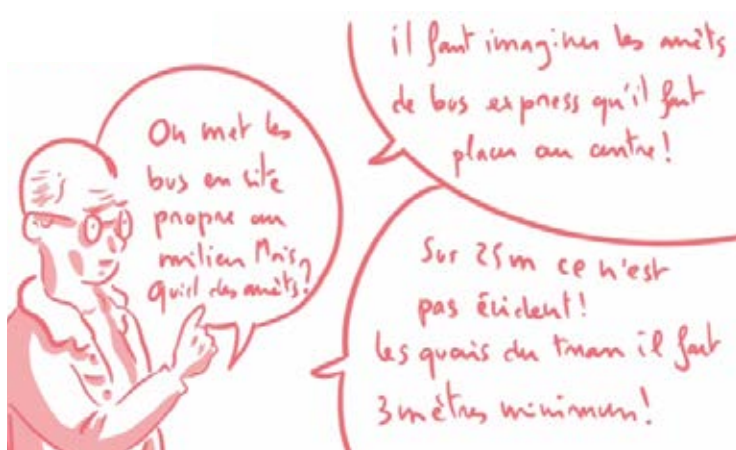 On met les
bus en site
propre au
milieu Mais
quid des arrêts?
il faut imaginer les arrêts
de bus express qu'il faut
placer au centre!
Sur 25m ce n'est
pas évident!
les quais du tram il faut
3 mètres minimum!